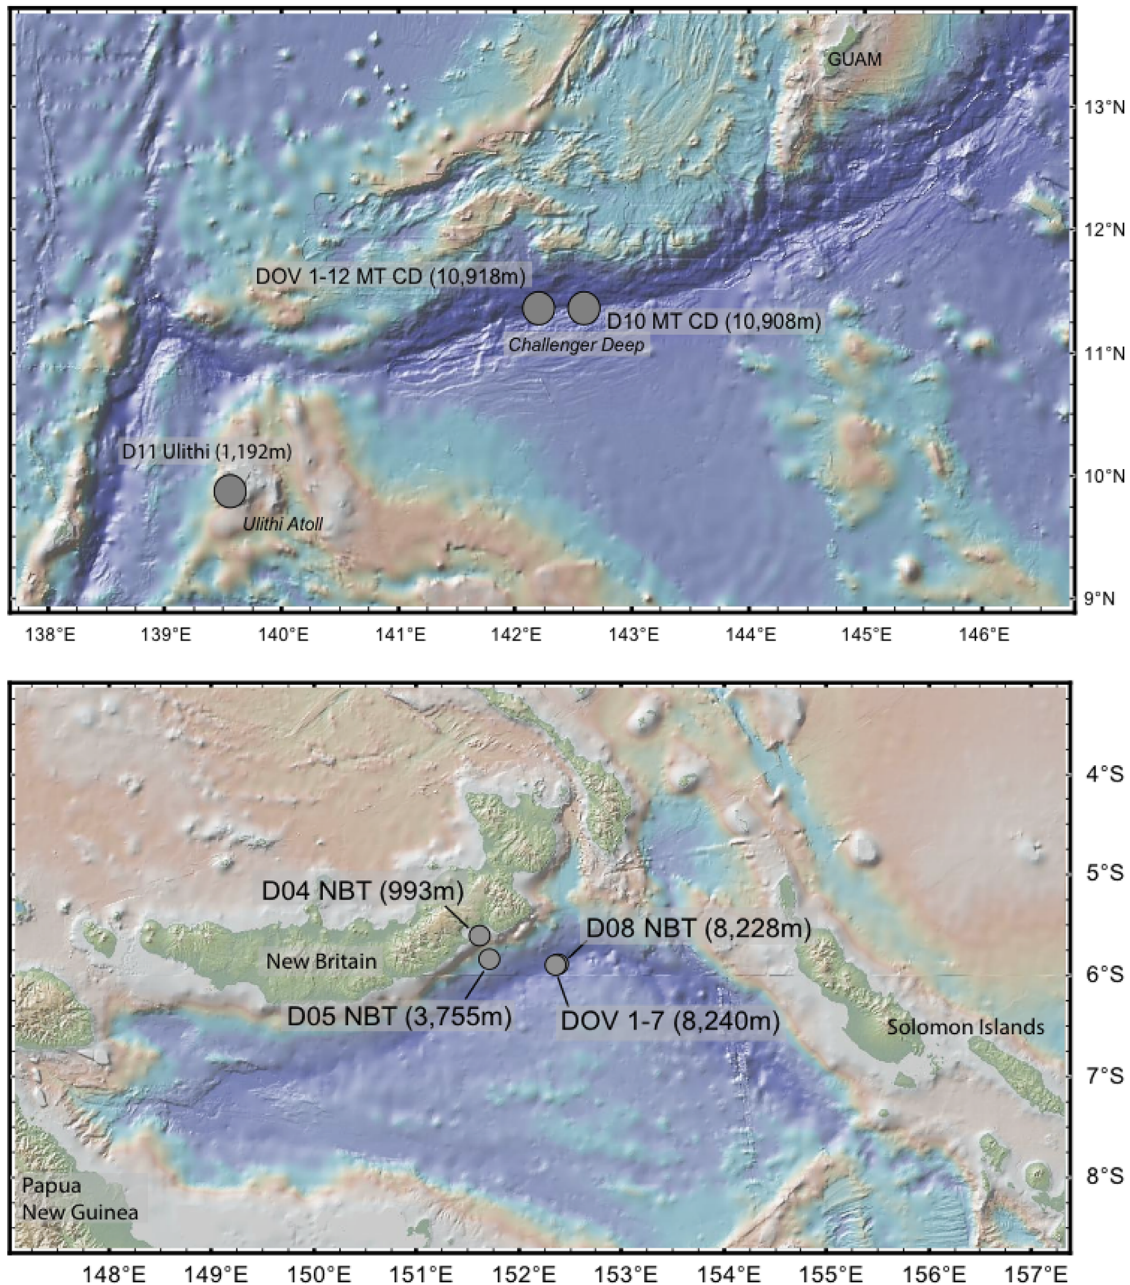 GUAM
13°N
12°N
DOV 1-12 MT CD (10,918m)
D10 MT CD (10,908m)
Challenger Deep
11°N
D11 Ulithi (1,192m)
10°N
Ulithi Atoll
9°N
138°E 139°E 140°E 141°E 142°E 143°E 144°E 145°E 146°E
4°S
5°S
D04 NBT (993m)
D08 NBT (8,228m)
New Britain
6°S
D05 NBT (3,755m)
DOV 1-7 (8,240m)
Solomon Islands
7°S
8°S
Papua
New Guinea
148°E 149°E 150°E 151°E 152°E 153°E 154°E 155°E 156°E 157°E